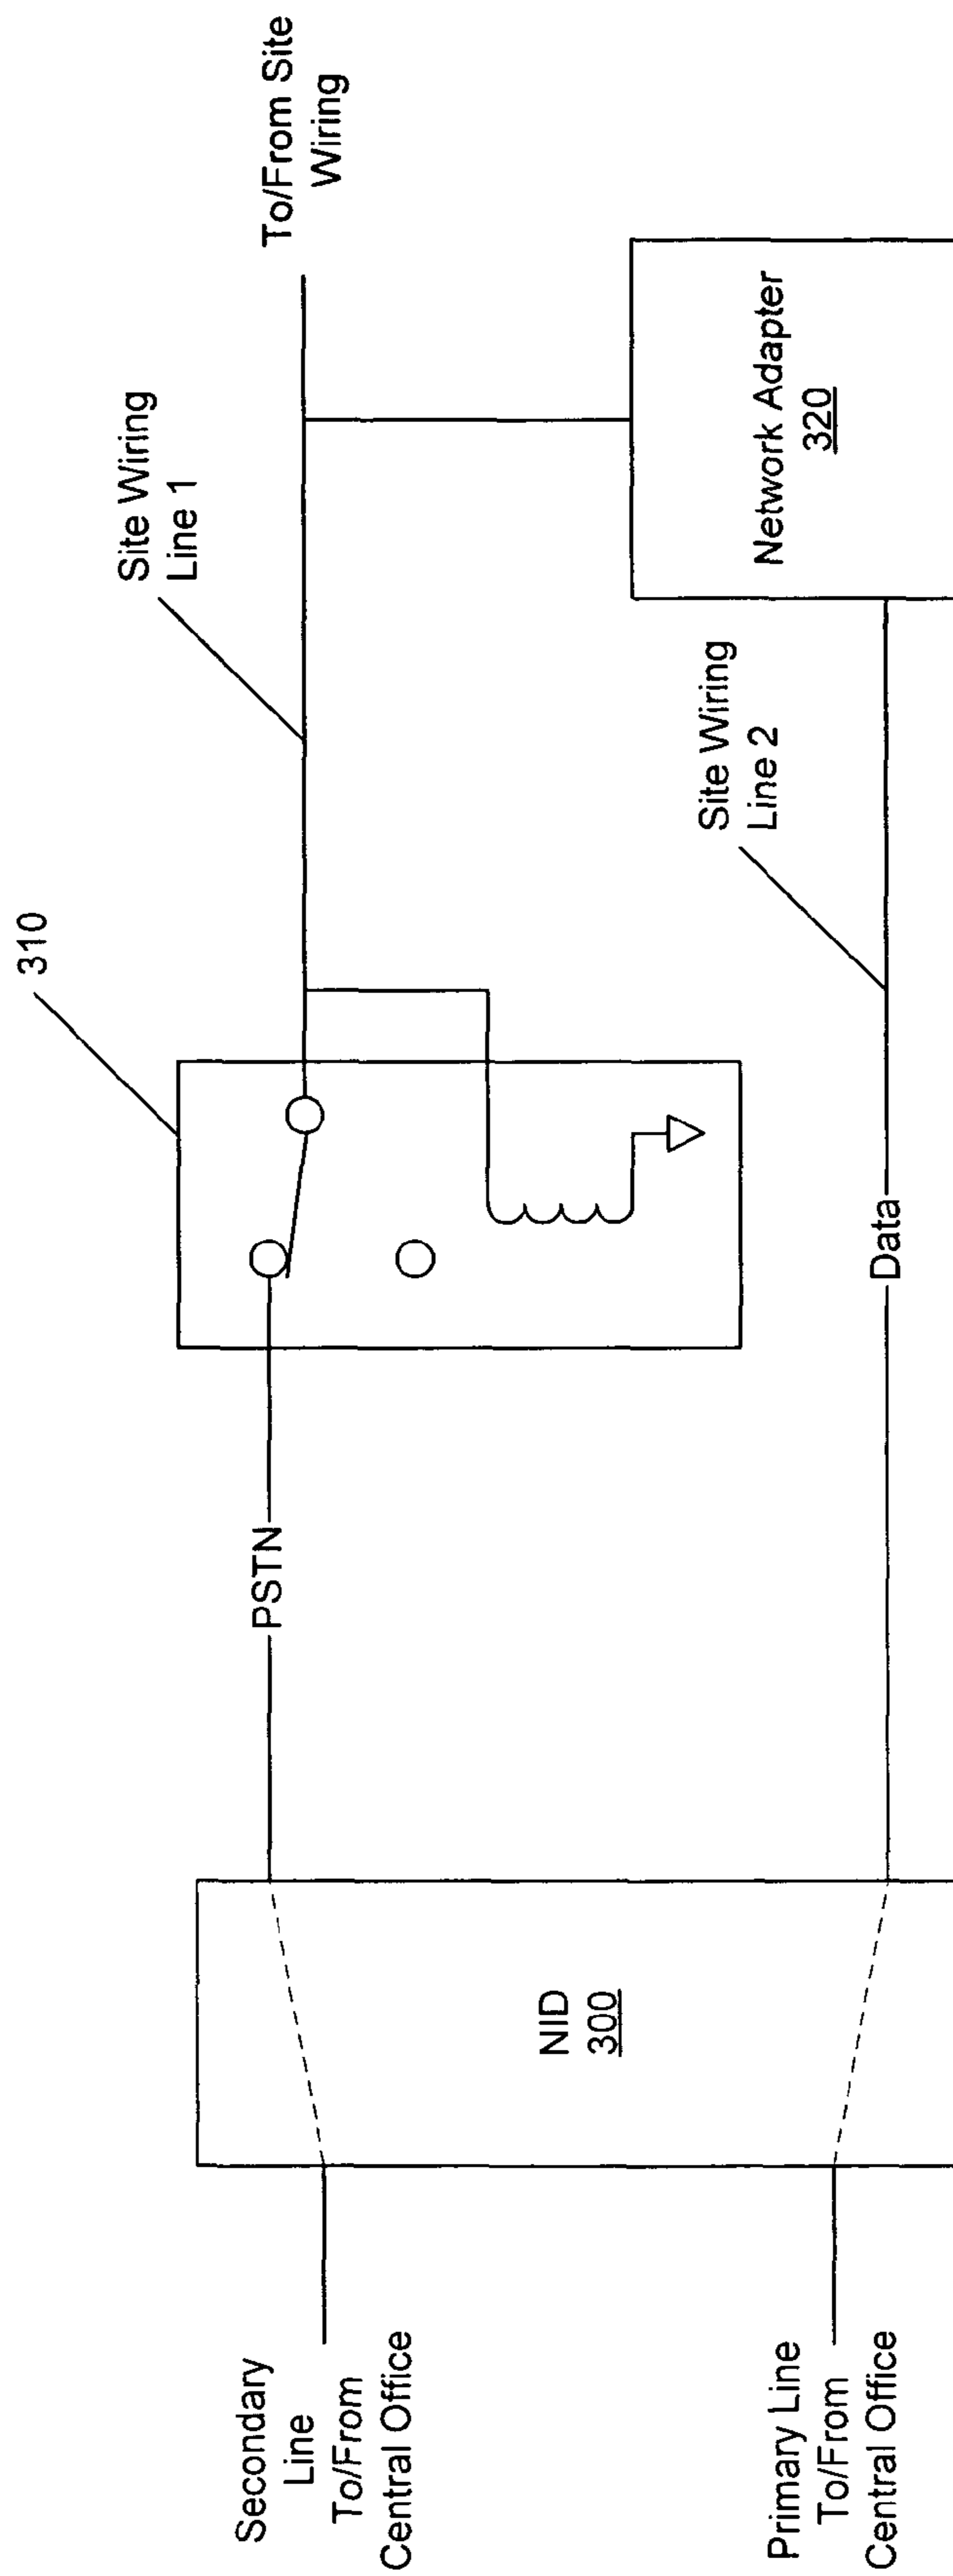 310
Site Wiring
Line 1
To/From Site
Wiring
PSTN
Secondary
Line
To/From
Central Office
NID
300
Site Wiring
Line 2
Network Adapter
320
Data
Primary Line
To/From
Central Office